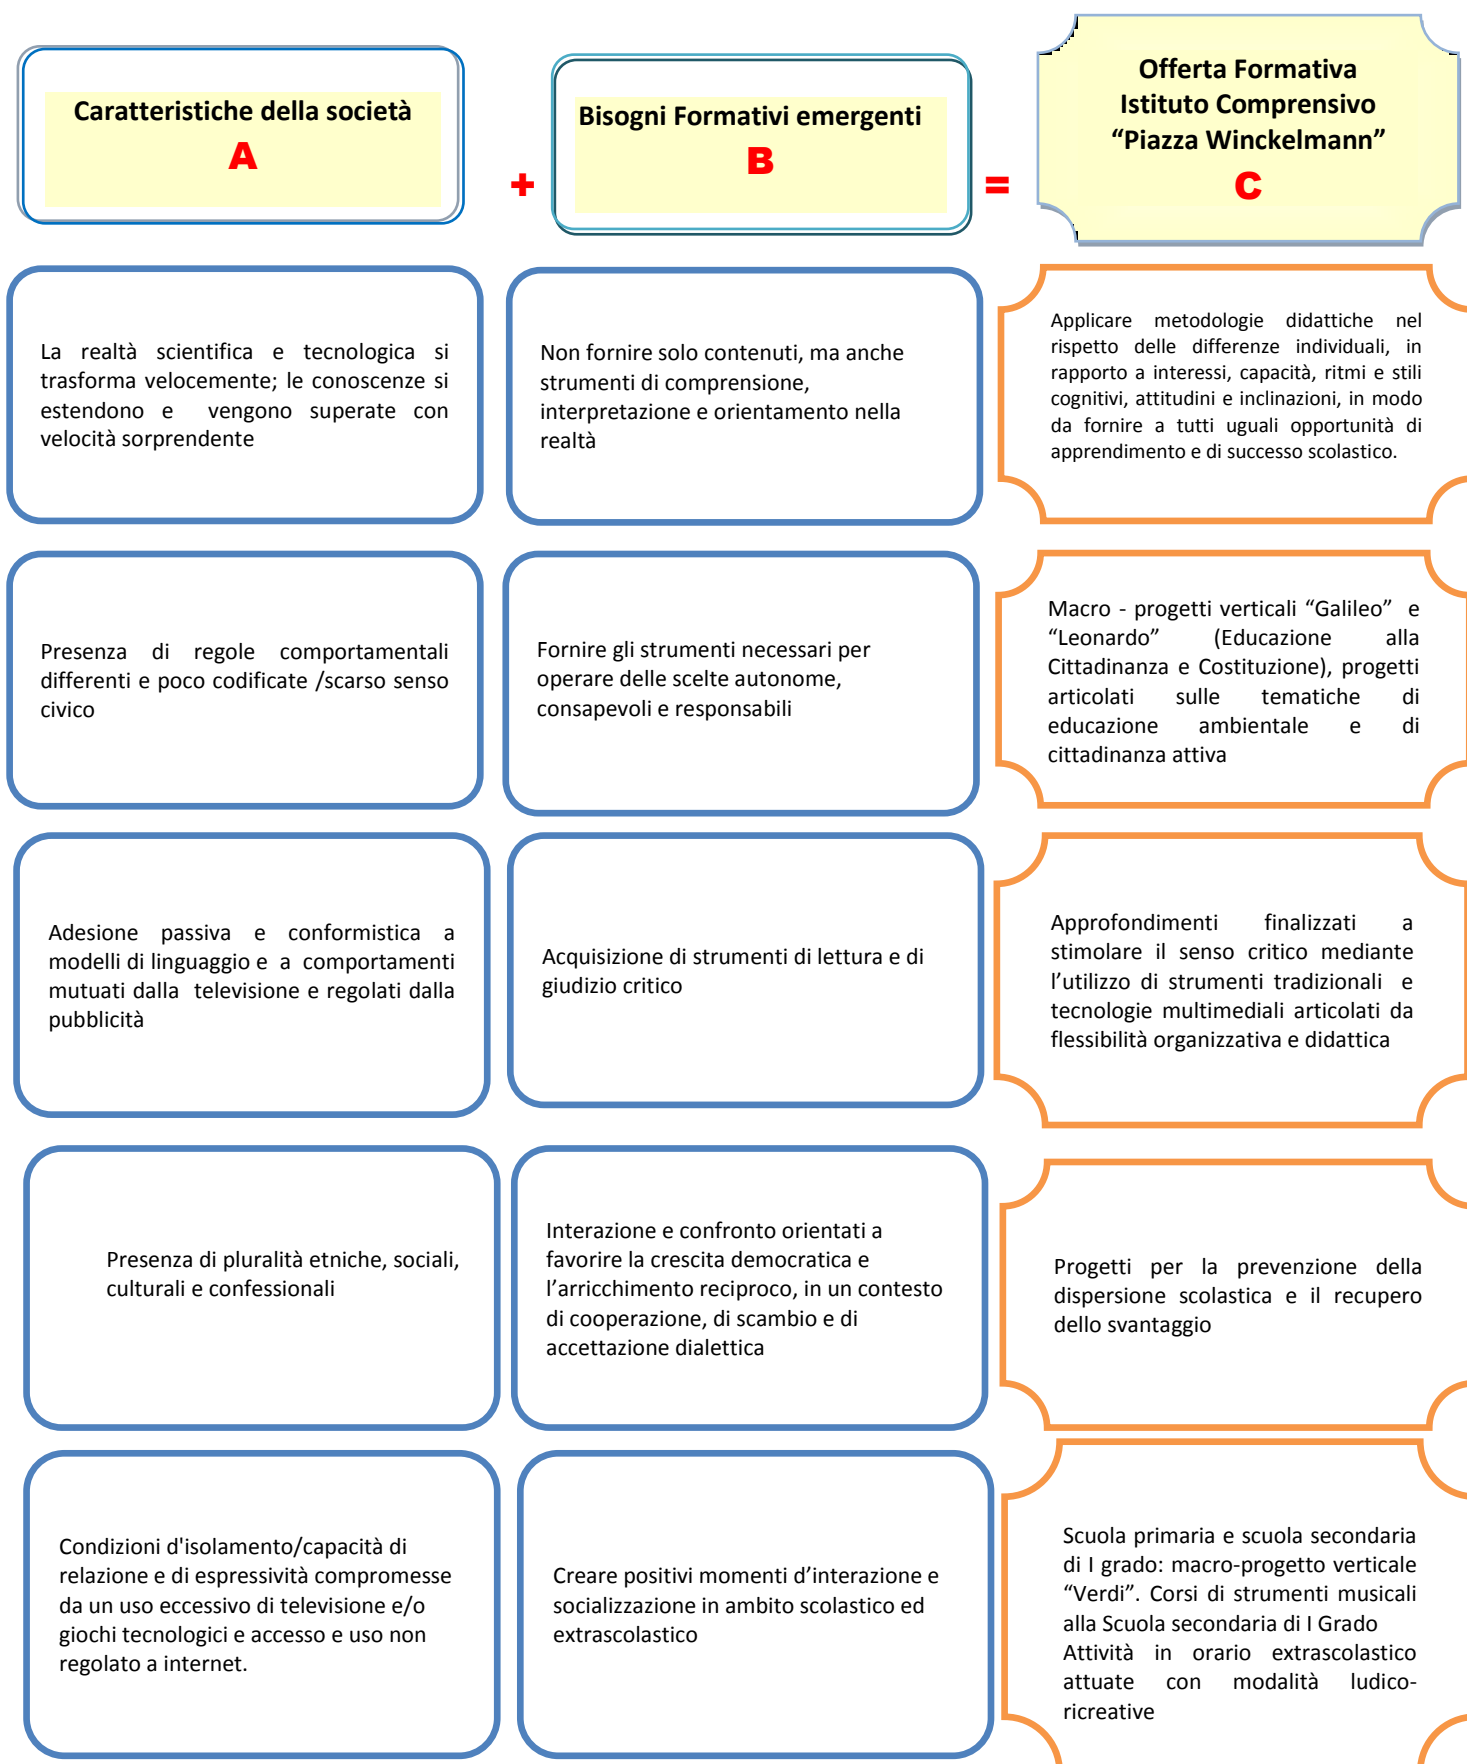 Caratteristiche della società
A
+
Bisogni Formativi emergenti
B
=
Offerta Formativa
Istituto Comprensivo
“Piazza Winckelmann”
C
La realtà scientifica e tecnologica si
trasforma velocemente; le conoscenze si
estendono e vengono superate con
velocità sorprendente
Non fornire solo contenuti, ma anche
strumenti di comprensione,
interpretazione e orientamento nella
realtà
Applicare metodologie didattiche nel
rispetto delle differenze individuali, in
rapporto a interessi, capacità, ritmi e stili
cognitivi, attitudini e inclinazioni, in modo
da fornire a tutti uguali opportunità di
apprendimento e di successo scolastico.
Presenza di regole comportamentali
differenti e poco codificate /scarso senso
civico
Fornire gli strumenti necessari per
operare delle scelte autonome,
consapevoli e responsabili
Macro - progetti verticali “Galileo” e
“Leonardo” (Educazione alla
Cittadinanza e Costituzione), progetti
articolati sulle tematiche di
educazione ambientale e di
cittadinanza attiva
Adesione passiva e conformistica a
modelli di linguaggio e a comportamenti
mutuati dalla televisione e regolati dalla
pubblicità
Acquisizione di strumenti di lettura e di
giudizio critico
Approfondimenti finalizzati a
stimolare il senso critico mediante
l’utilizzo di strumenti tradizionali e
tecnologie multimediali articolati da
flessibilità organizzativa e didattica
Presenza di pluralità etniche, sociali,
culturali e confessionali
Interazione e confronto orientati a
favorire la crescita democratica e
l’arricchimento reciproco, in un contesto
di cooperazione, di scambio e di
accettazione dialettica
Progetti per la prevenzione della
dispersione scolastica e il recupero
dello svantaggio
Condizioni d'isolamento/capacità di
relazione e di espressività compromesse
da un uso eccessivo di televisione e/o
giochi tecnologici e accesso e uso non
regolato a internet.
Creare positivi momenti d’interazione e
socializzazione in ambito scolastico ed
extrascolastico
Scuola primaria e scuola secondaria
di I grado: macro-progetto verticale
“Verdi”. Corsi di strumenti musicali
alla Scuola secondaria di I Grado
Attività in orario extrascolastico
attuate con modalità ludico-
ricreative